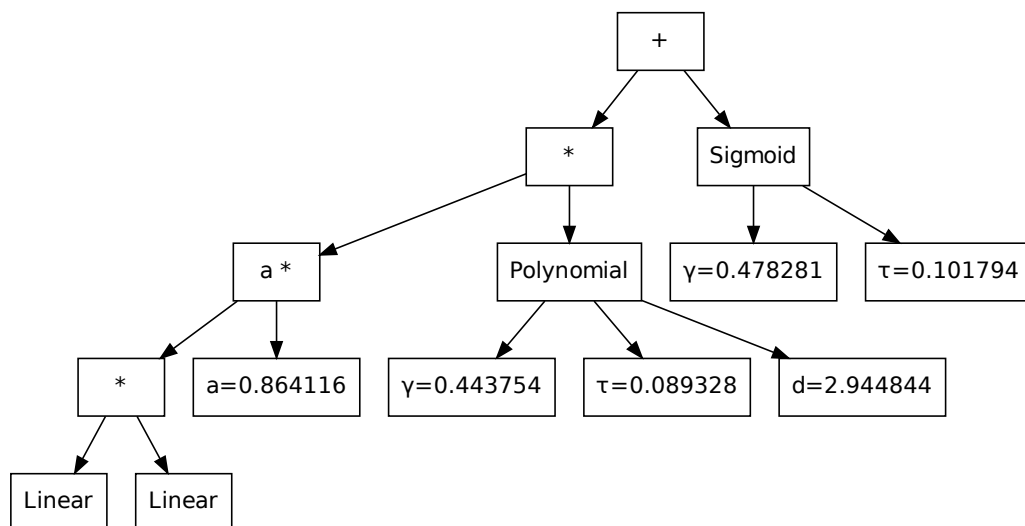 +
*
Sigmoid
a *
Polynomial
γ=0.478281
τ=0.101794
*
a=0.864116
γ=0.443754
τ=0.089328
d=2.944844
Linear
Linear